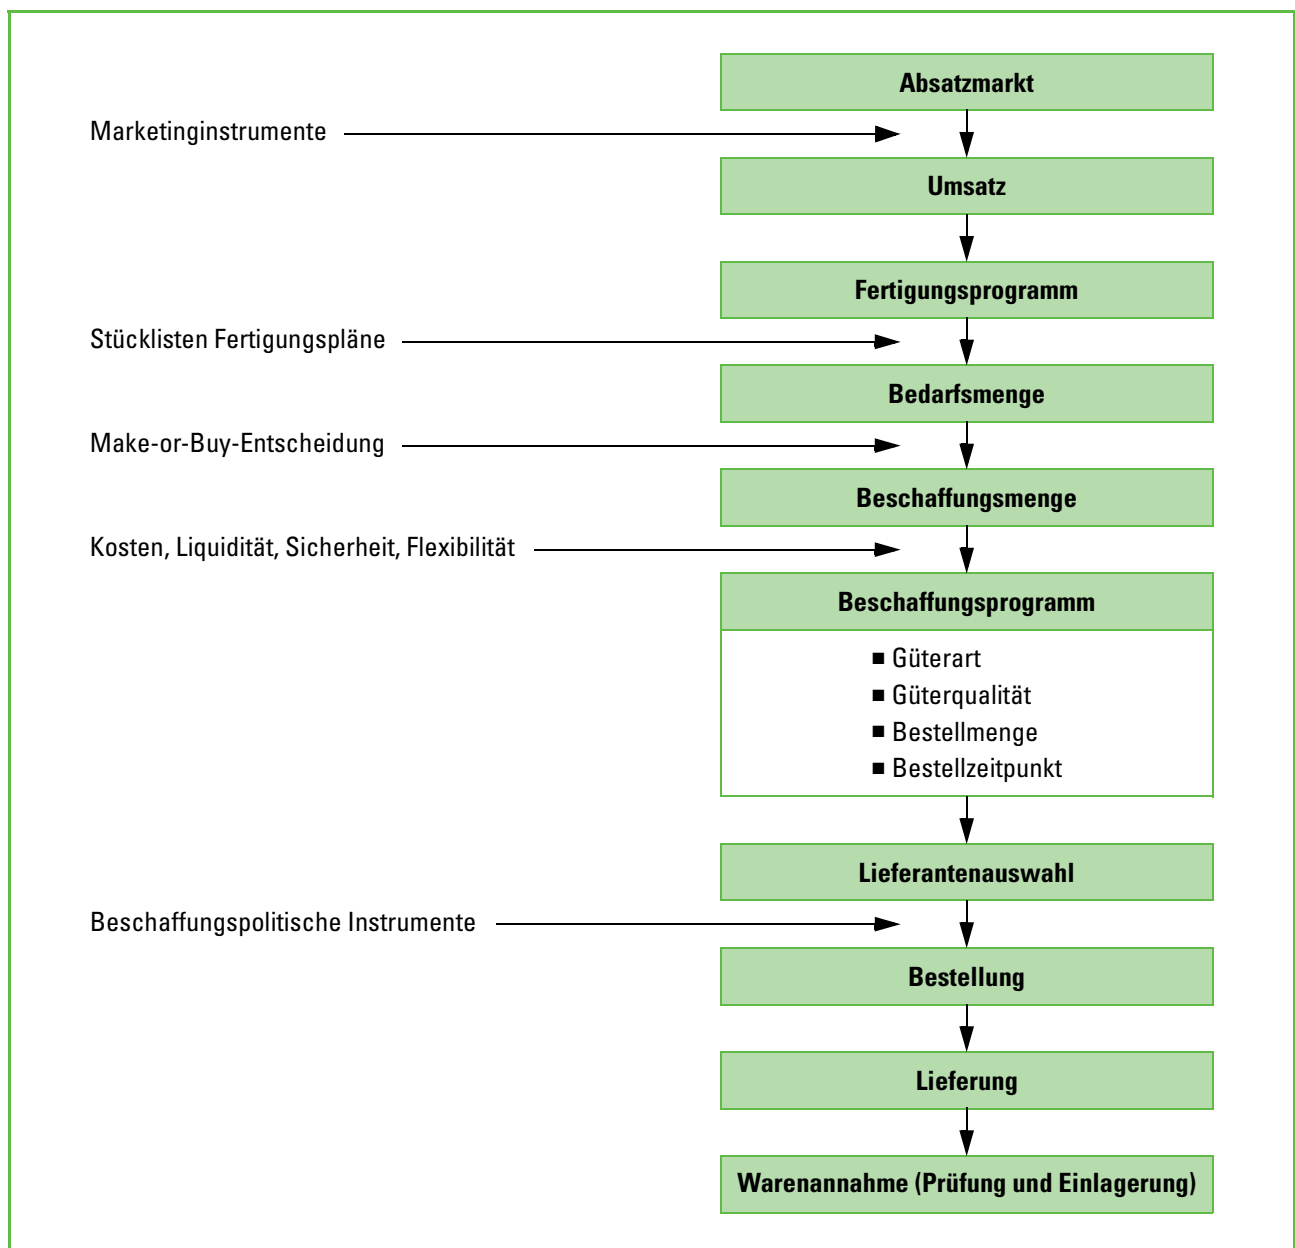 Absatzmarkt
Marketinginstrumente
Umsatz
Fertigungsprogramm
Stücklisten Fertigungspläne
Bedarfsmenge
Make-or-Buy-Entscheidung
Beschaffungsmenge
Kosten, Liquidität, Sicherheit, Flexibilität
Beschaffungsprogramm
■ Güterart
■ Güterqualität
■ Bestellmenge
■ Bestellzeitpunkt
Lieferantenauswahl
Beschaffungspolitische Instrumente
Bestellung
Lieferung
Warenannahme (Prüfung und Einlagerung)